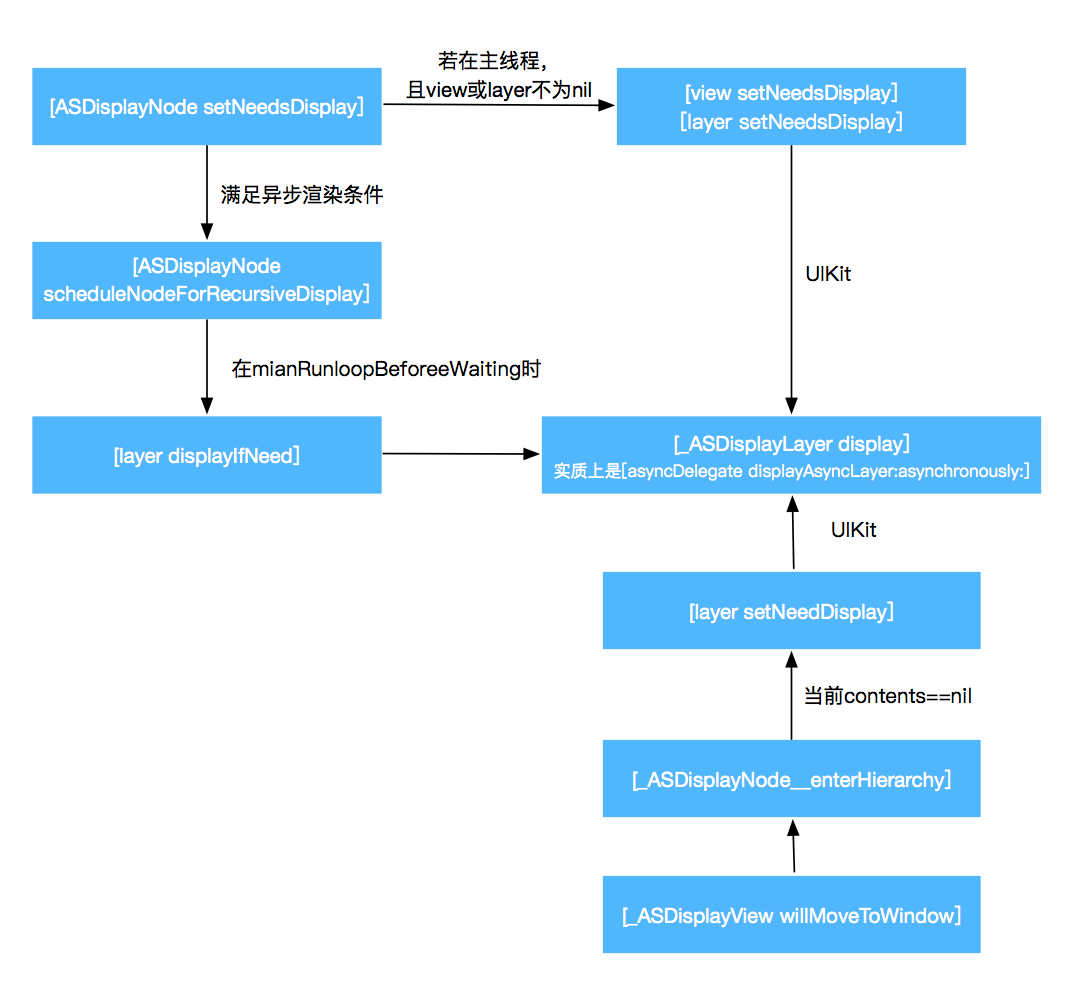 若在主线程，
且view或layer不为nil
[ASDisplayNode setNeedsDisplay]
[view setNeedsDisplay]
[layer setNeedsDisplay]
满足异步渲染条件
[ASDisplayNode
scheduleNodeForRecursiveDisplay]
UIKit
在mianRunloopBeforeeWaiting时
[layer displayIfNeed]
[_ASDisplayLayer display]
实质上是[asyncDelegate displayAsyncLayer:asynchronously:]
UIKit
[layer setNeedDisplay]
当前contents==nil
[_ASDisplayNode__enterHierarchy]
[_ASDisplayView willMoveToWindow]